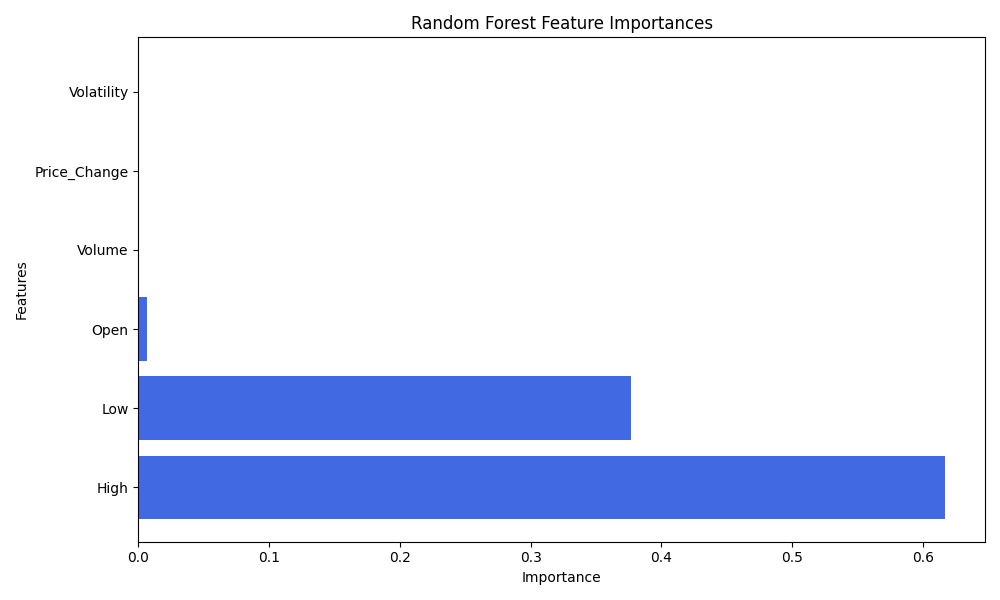 Random Forest Feature Importances
Features
Volatility
Price_Change
Volume
Open
Low
High
0.0 0.1 0.2 0.3 0.4 0.5 0.6
Importance